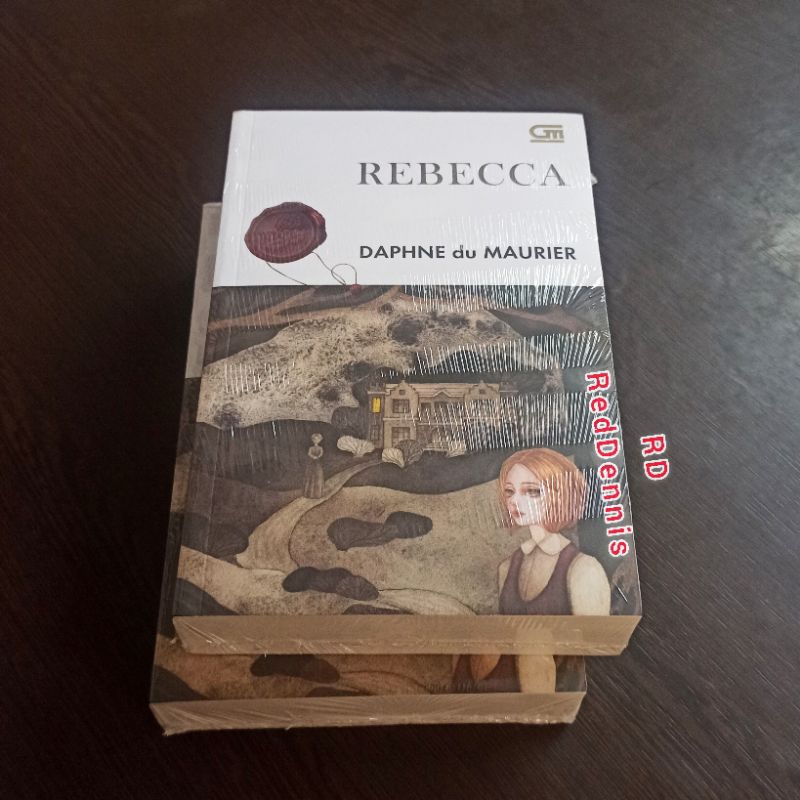 GM
REBECCA
DAPHNE du MAURIER
RD
RedDennis